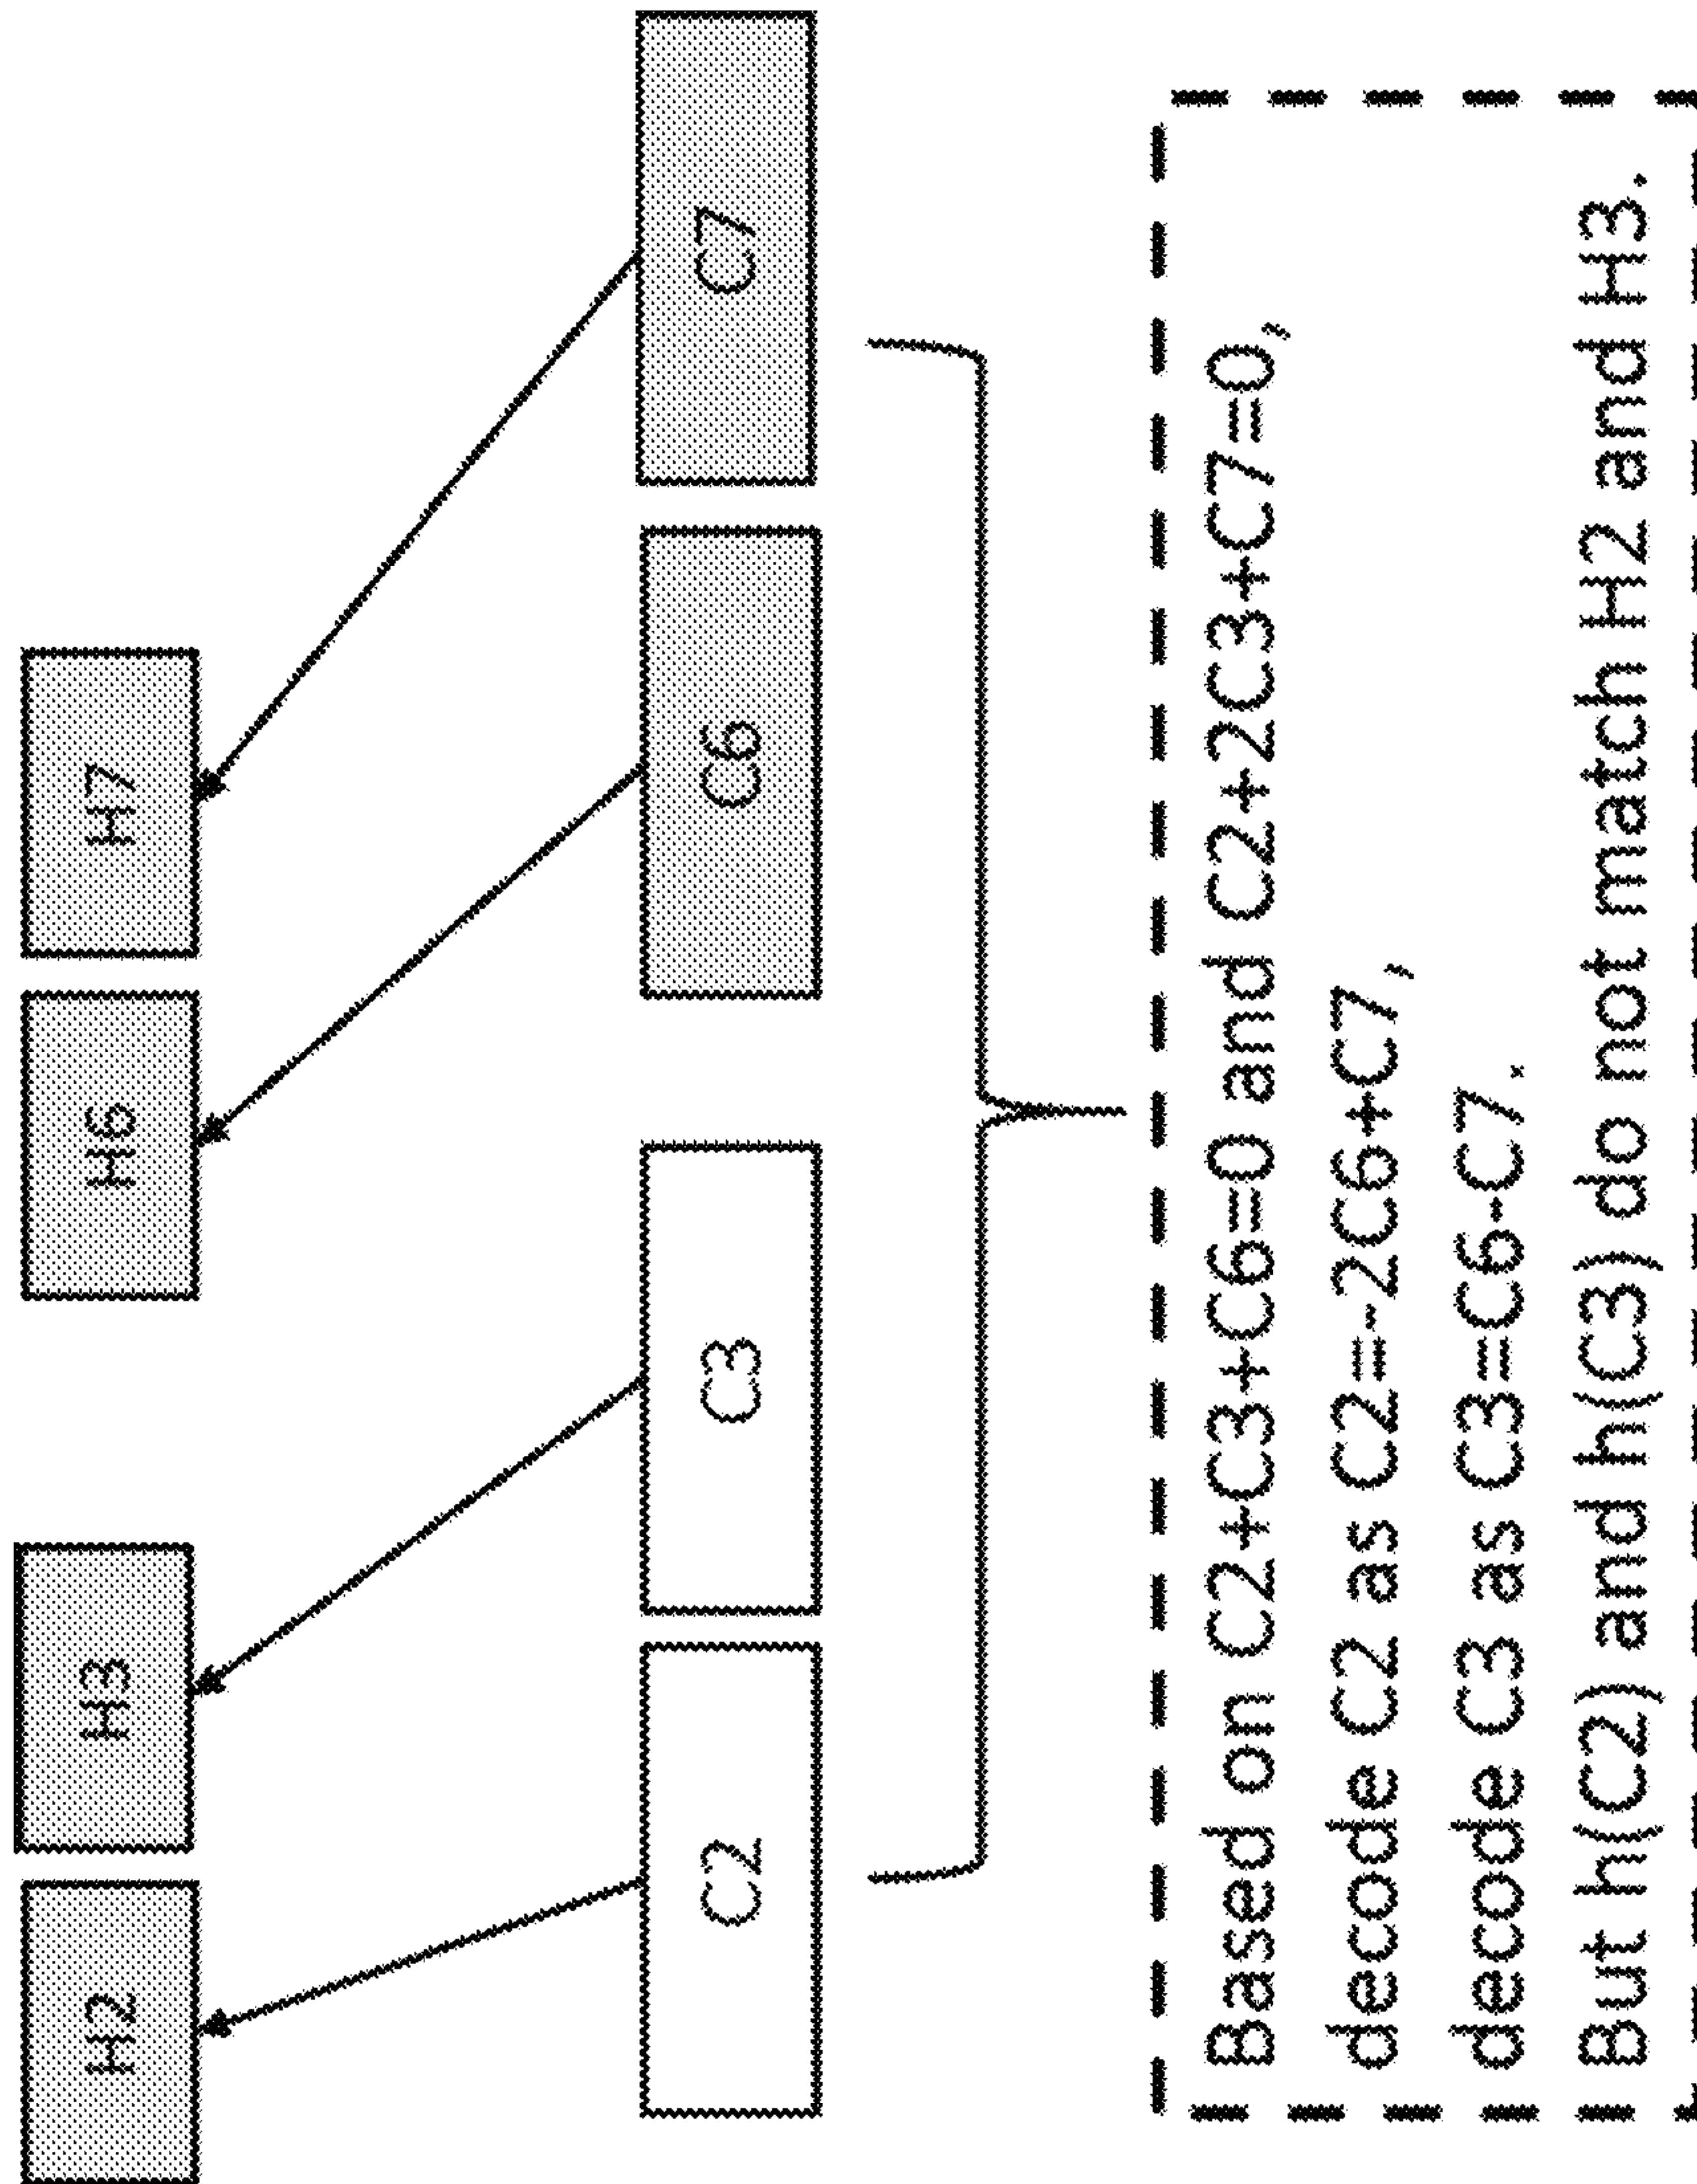 H2
H3
H6
H7
C2
C3
C6
C7
Based on C2+C3+C6=0 and C2+2C3+C7=0,
decode C2 as C2=-2C6+C7,
decode C3 as C3=C6-C7.
But h(C2) and h(C3) do not match H2 and H3.